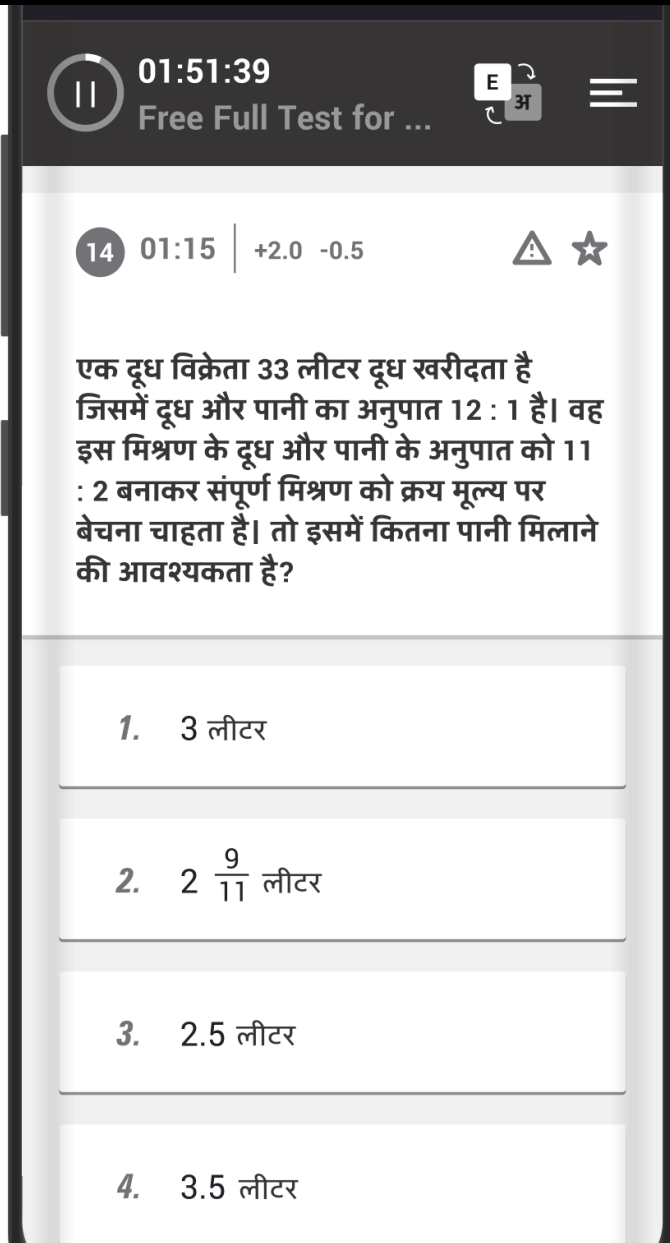 01:51:39
Free Full Test for ...
E
अ
14 01:15 +2.0 -0.5
एक दूध विक्रेता 33 लीटर दूध खरीदता है
जिसमें दूध और पानी का अनुपात 12 : 1 है| वह
इस मिश्रण के दूध और पानी के अनुपात को 11
: 2 बनाकर संपूर्ण मिश्रण को क्रय मूल्य पर
बेचना चाहता है| तो इसमें कितना पानी मिलाने
की आवश्यकता है?
1. 3 लीटर
2. 2 9/11 लीटर
3. 2.5 लीटर
4. 3.5 लीटर